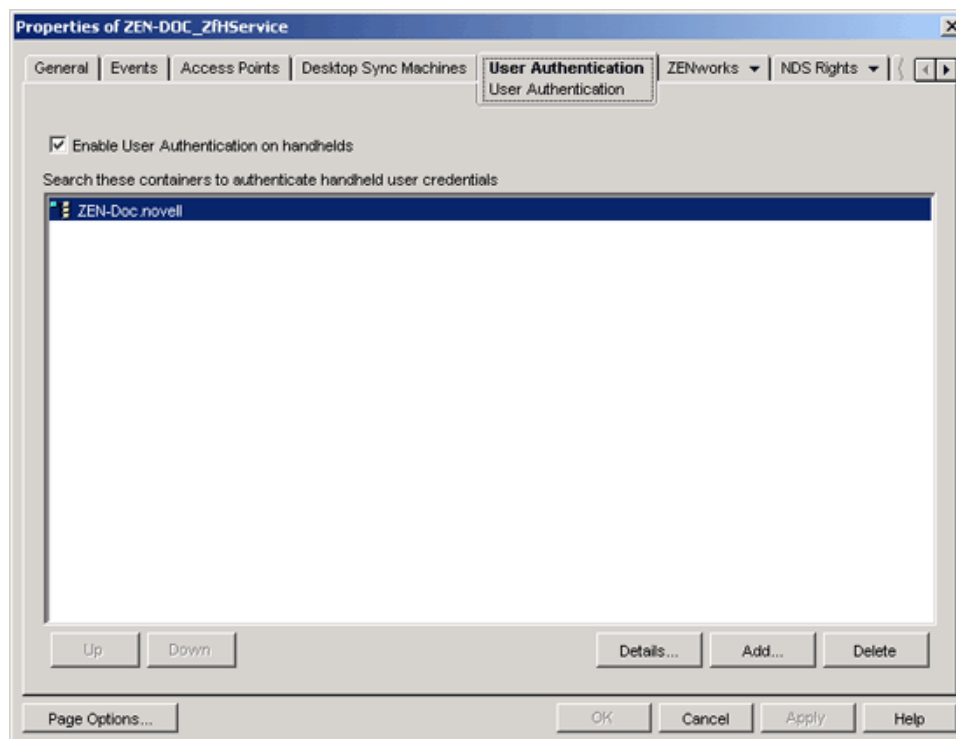 Properties of ZEN-DOC_ZfHService
General Events Access Points Desktop Sync Machines User Authentication ZENworks NDS Rights
User Authentication
Enable User Authentication on handhelds
Search these containers to authenticate handheld user credentials
ZEN-Doc.novell
Up Down Details... Add... Delete
Page Options... OK Cancel Apply Help